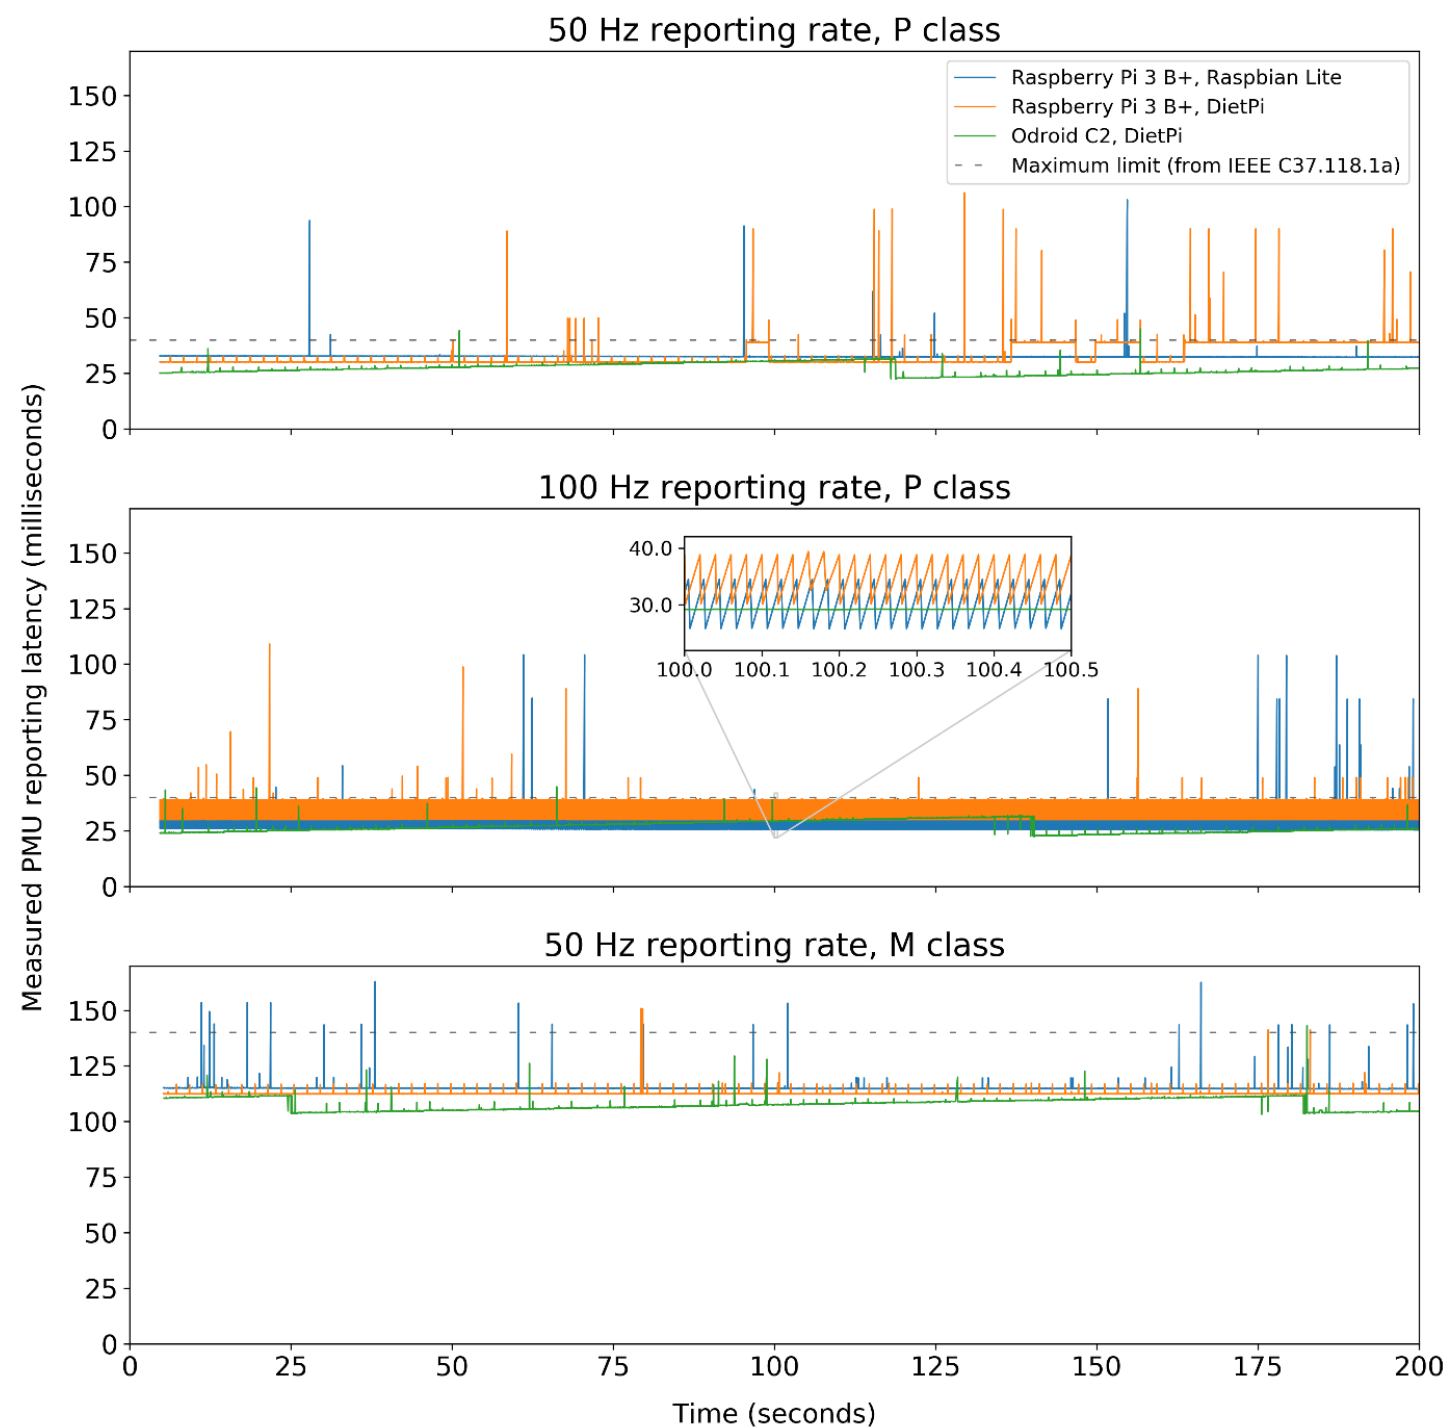 50 Hz reporting rate, P class
Raspberry Pi 3 B+, Raspbian Lite
Raspberry Pi 3 B+, DietPi
Odroid C2, DietPi
Maximum limit (from IEEE C37.118.1a)
150
125
100
75
50
25
0
Measured PMU reporting latency (milliseconds)
100 Hz reporting rate, P class
150
125
100
75
50
25
0
40.0
30.0
100.0 100.1 100.2 100.3 100.4 100.5
50 Hz reporting rate, M class
150
125
100
75
50
25
0
0 25 50 75 100 125 150 175 200
Time (seconds)